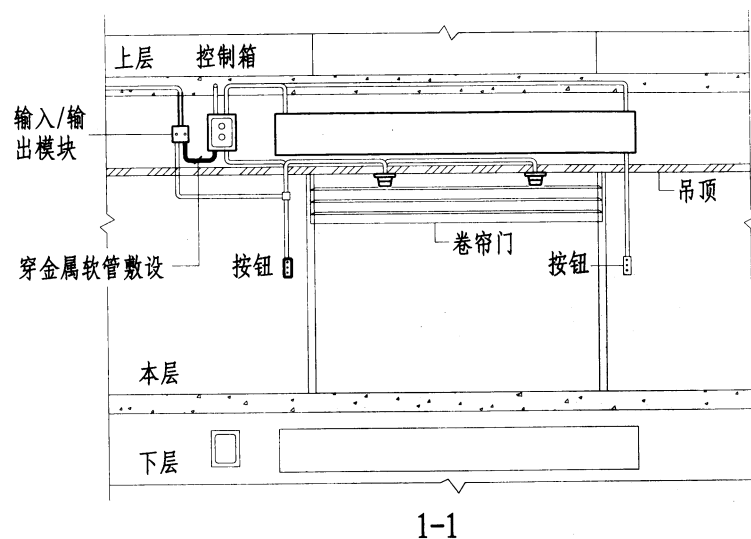 上层
控制箱
输入/输
出模块
吊顶
卷帘门
穿金属软管敷设
按钮
按钮
本层
下层
1-1